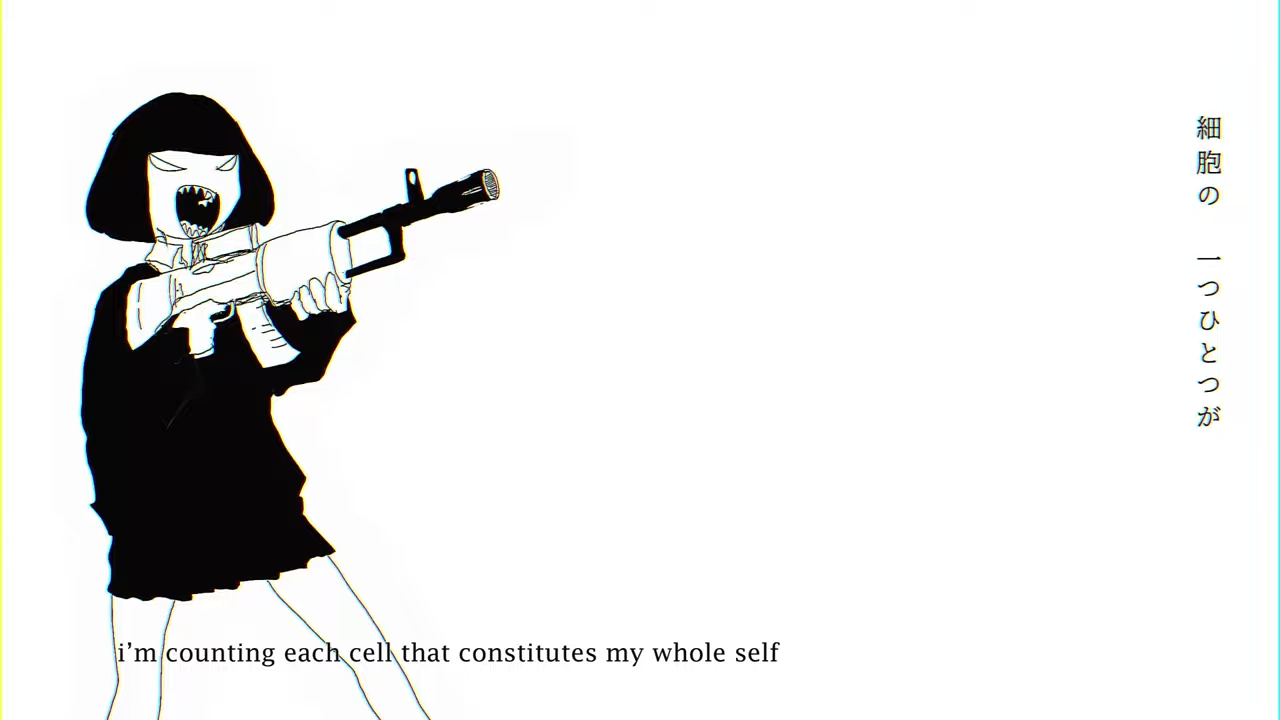 細胞の 一つひとつが
i’m counting each cell that constitutes my whole self